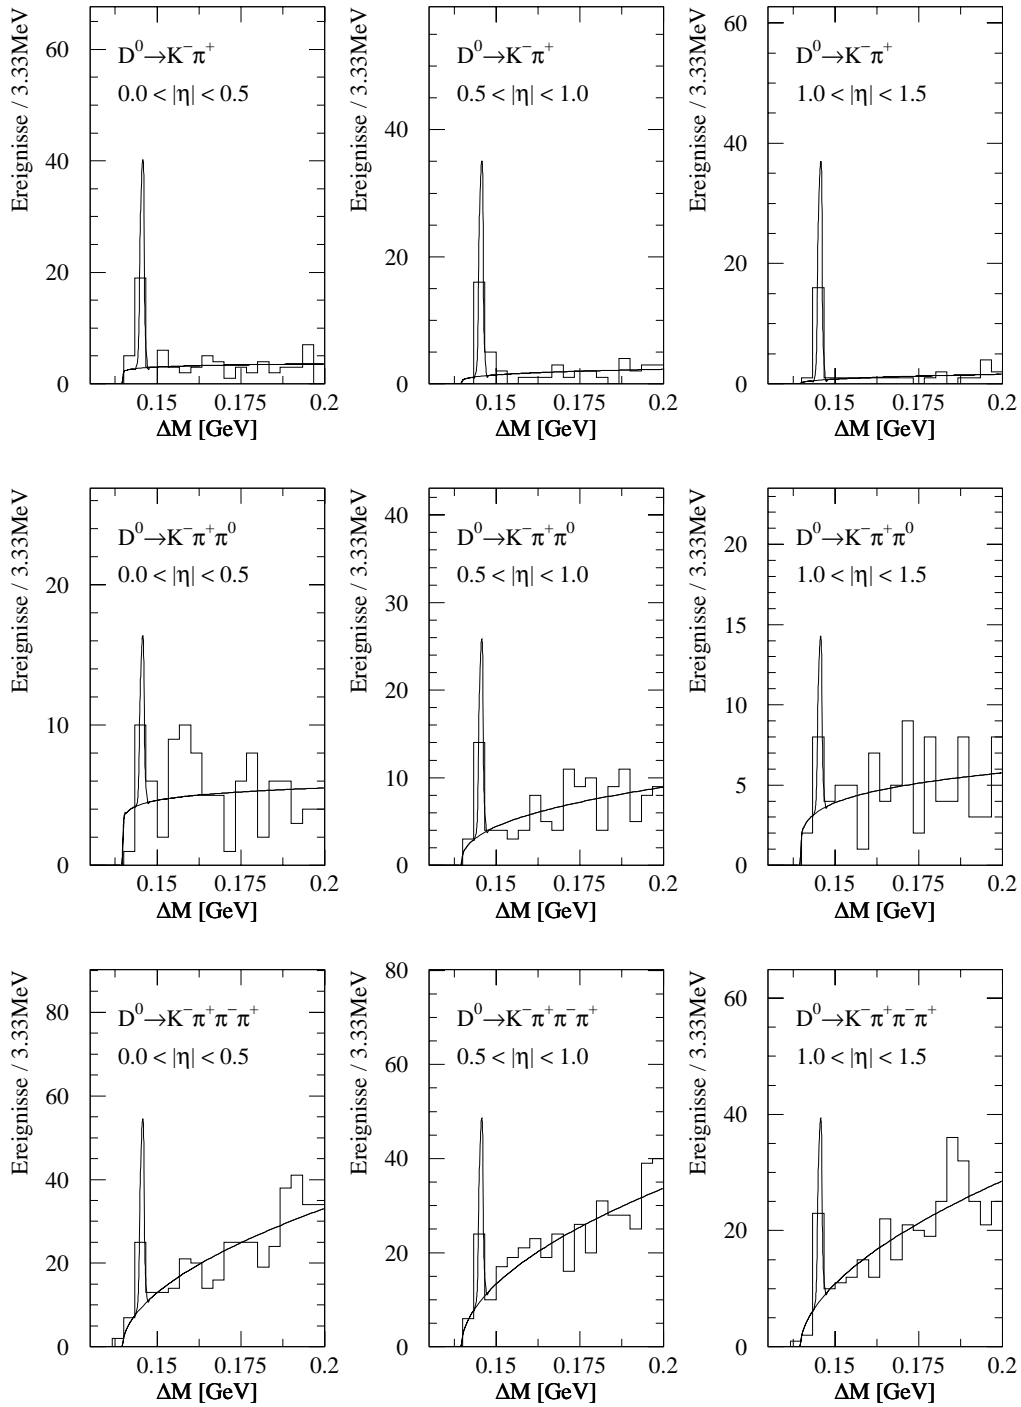 Ereignisse / 3.33MeV
D⁰→K⁻π⁺
0.0 < |η| < 0.5
60
40
20
0
0.15 0.175 0.2
ΔM [GeV]
Ereignisse / 3.33MeV
D⁰→K⁻π⁺
0.5 < |η| < 1.0
40
20
0
0.15 0.175 0.2
ΔM [GeV]
Ereignisse / 3.33MeV
D⁰→K⁻π⁺
1.0 < |η| < 1.5
60
40
20
0
0.15 0.175 0.2
ΔM [GeV]
Ereignisse / 3.33MeV
D⁰→K⁻π⁺π⁰
0.0 < |η| < 0.5
20
10
0
0.15 0.175 0.2
ΔM [GeV]
Ereignisse / 3.33MeV
D⁰→K⁻π⁺π⁰
0.5 < |η| < 1.0
40
30
20
10
0
0.15 0.175 0.2
ΔM [GeV]
Ereignisse / 3.33MeV
D⁰→K⁻π⁺π⁰
1.0 < |η| < 1.5
20
15
10
5
0
0.15 0.175 0.2
ΔM [GeV]
Ereignisse / 3.33MeV
D⁰→K⁻π⁺π⁻π⁺
0.0 < |η| < 0.5
80
60
40
20
0
0.15 0.175 0.2
ΔM [GeV]
Ereignisse / 3.33MeV
D⁰→K⁻π⁺π⁻π⁺
0.5 < |η| < 1.0
80
60
40
20
0
0.15 0.175 0.2
ΔM [GeV]
Ereignisse / 3.33MeV
D⁰→K⁻π⁺π⁻π⁺
1.0 < |η| < 1.5
60
40
20
0
0.15 0.175 0.2
ΔM [GeV]